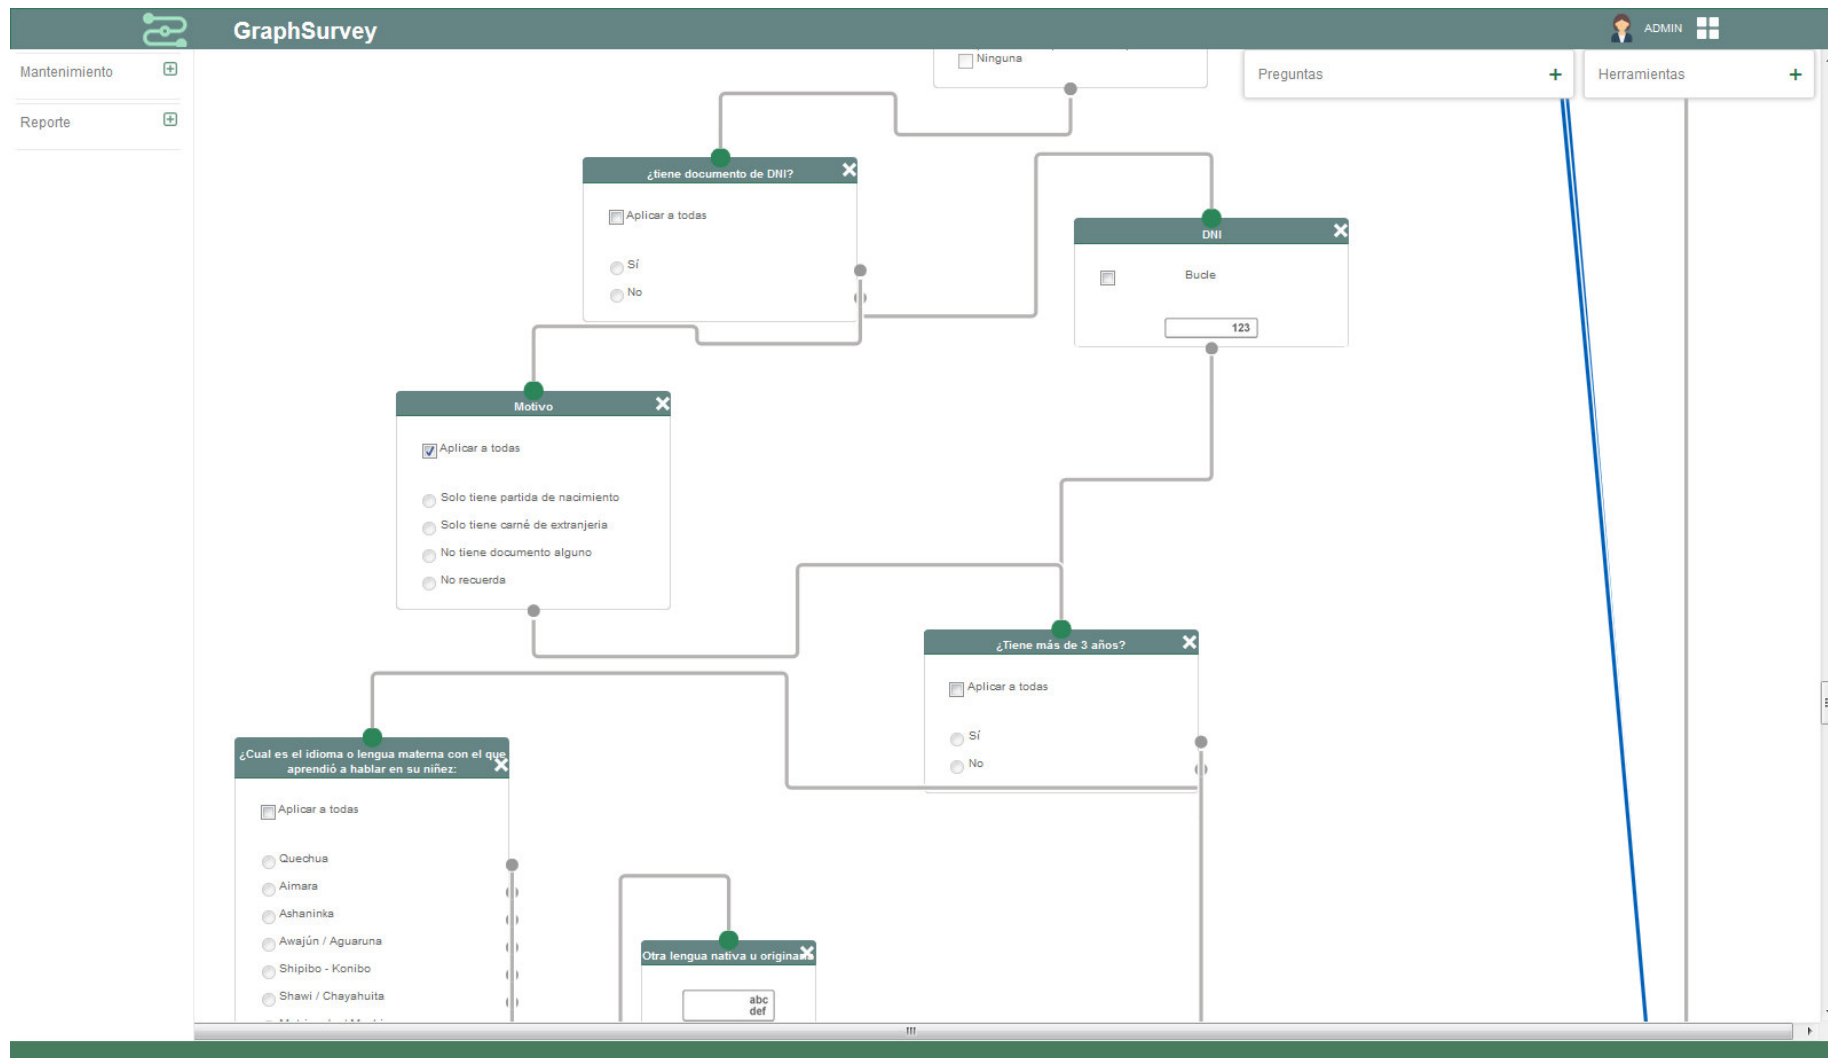 GraphSurvey
ADMIN
Mantenimiento
Reporte
Ninguna
Preguntas
Herramientas
¿tiene documento de DNI?
Aplicar a todas
Sí
No
DNI
Bucle
123
Motivo
Aplicar a todas
Solo tiene partida de nacimiento
Solo tiene carné de extranjeria
No tiene documento alguno
No recuerda
¿Tiene más de 3 años?
Aplicar a todas
Sí
No
¿Cual es el idioma o lengua materna con el que
aprendió a hablar en su niñez:
Aplicar a todas
Quechua
Aimara
Ashaninka
Awajún / Aguaruna
Shipibo - Konibo
Shawi / Chayahuita
Otra lengua nativa u originaria
abc
def